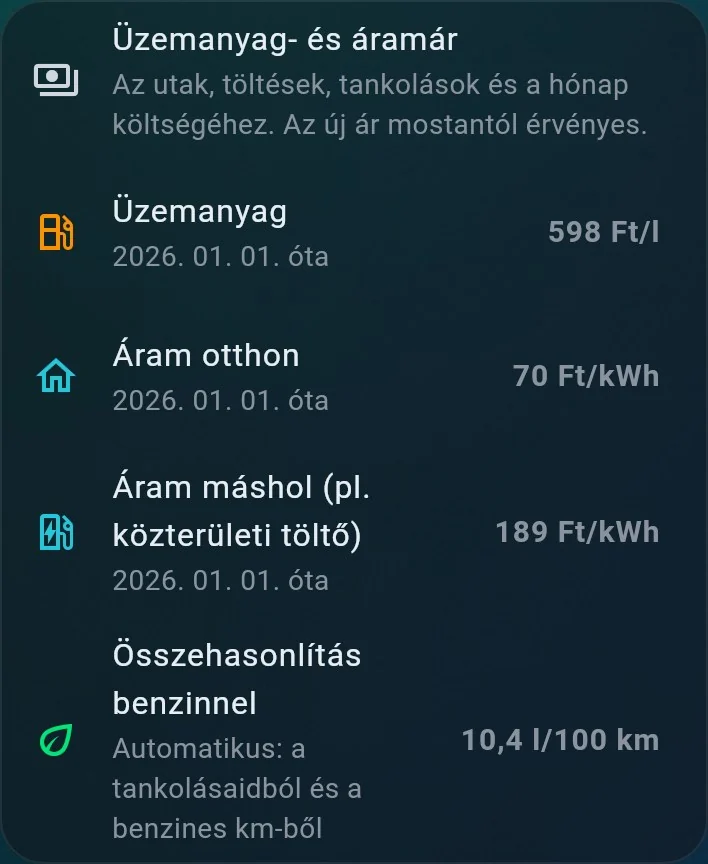 Üzemanyag- és áramár
Az utak, töltések, tankolások és a hónap
költségéhez. Az új ár mostantól érvényes.
Üzemanyag
2026. 01. 01. óta
598 Ft/l
Áram otthon
2026. 01. 01. óta
70 Ft/kWh
Áram máshol (pl.
közterületi töltő)
2026. 01. 01. óta
189 Ft/kWh
Összehasonlítás
benzinnel
Automatikus: a
tankolásaidból és a
benzines km-ből
10,4 l/100 km